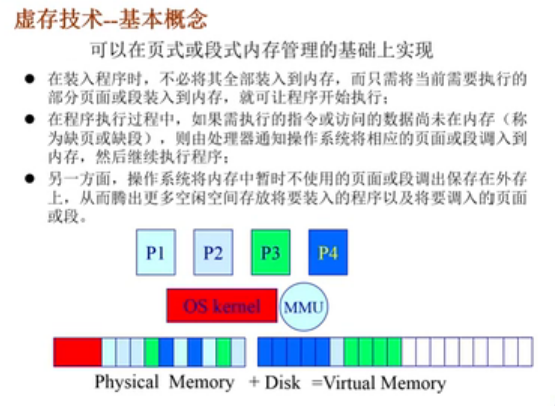 虚存技术--基本概念
可以在页式或段式内存管理的基础上实现
● 在装入程序时，不必将其全部装入到内存，而只需将当前需要执行的
部分页面或段装入到内存，就可让程序开始执行；
● 在程序执行过程中，如果需执行的指令或访问的数据尚未在内存（称
为缺页或缺段），则由处理器通知操作系统将相应的页面或段调入到
内存，然后继续执行程序；
● 另一方面，操作系统将内存中暂时不使用的页面或段调出保存在外存
上，从而腾出更多空闲空间存放将要装入的程序以及将要调入的页面
或段。
P1 P2 P3 P4
OS kernel MMU
Physical Memory + Disk =Virtual Memory